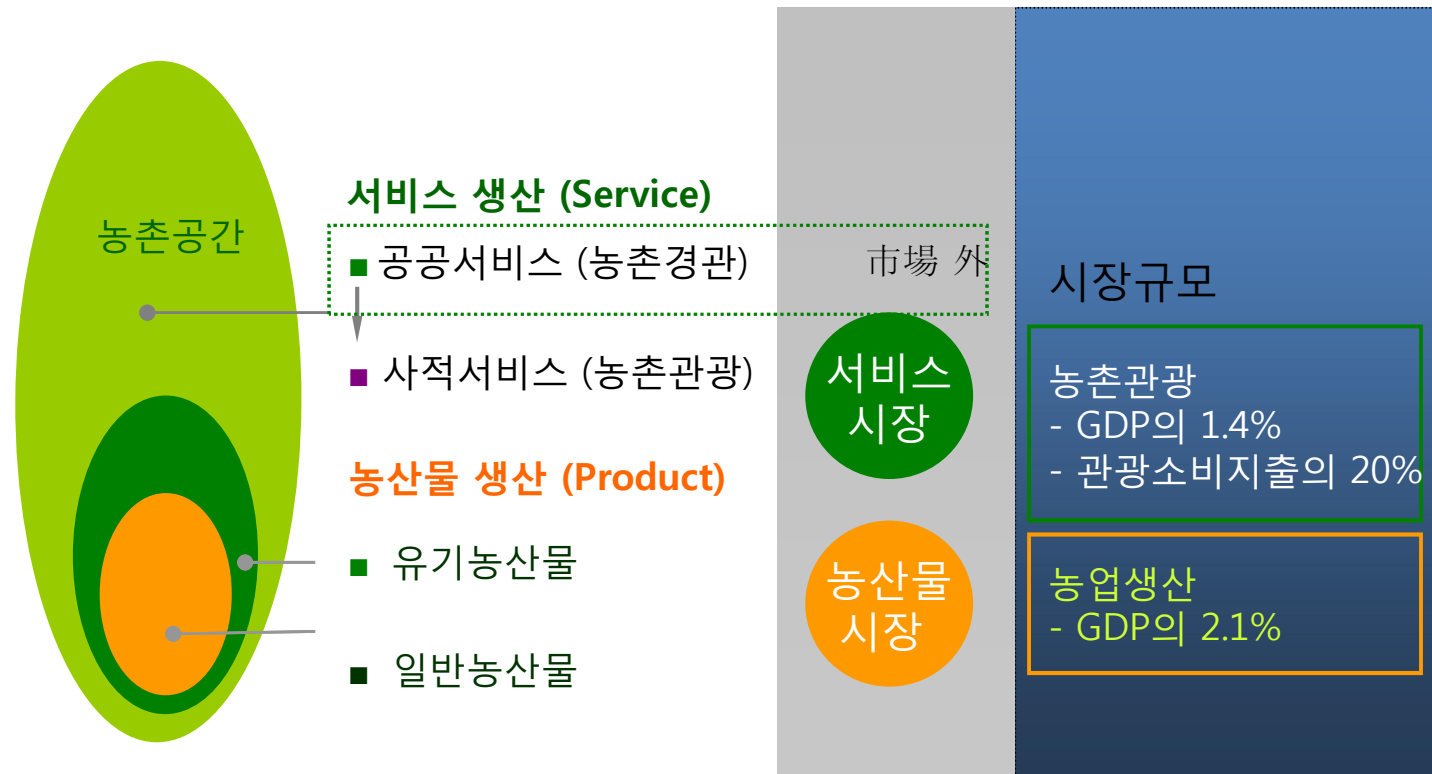 농촌공간
서비스 생산 (Service)
■ 공공서비스 (농촌경관)
市場 外
■ 사적서비스 (농촌관광)
농산물 생산 (Product)
■ 유기농산물
■ 일반농산물
서비스
시장
농산물
시장
시장규모
농촌관광
- GDP의 1.4%
- 관광소비지출의 20%
농업생산
- GDP의 2.1%